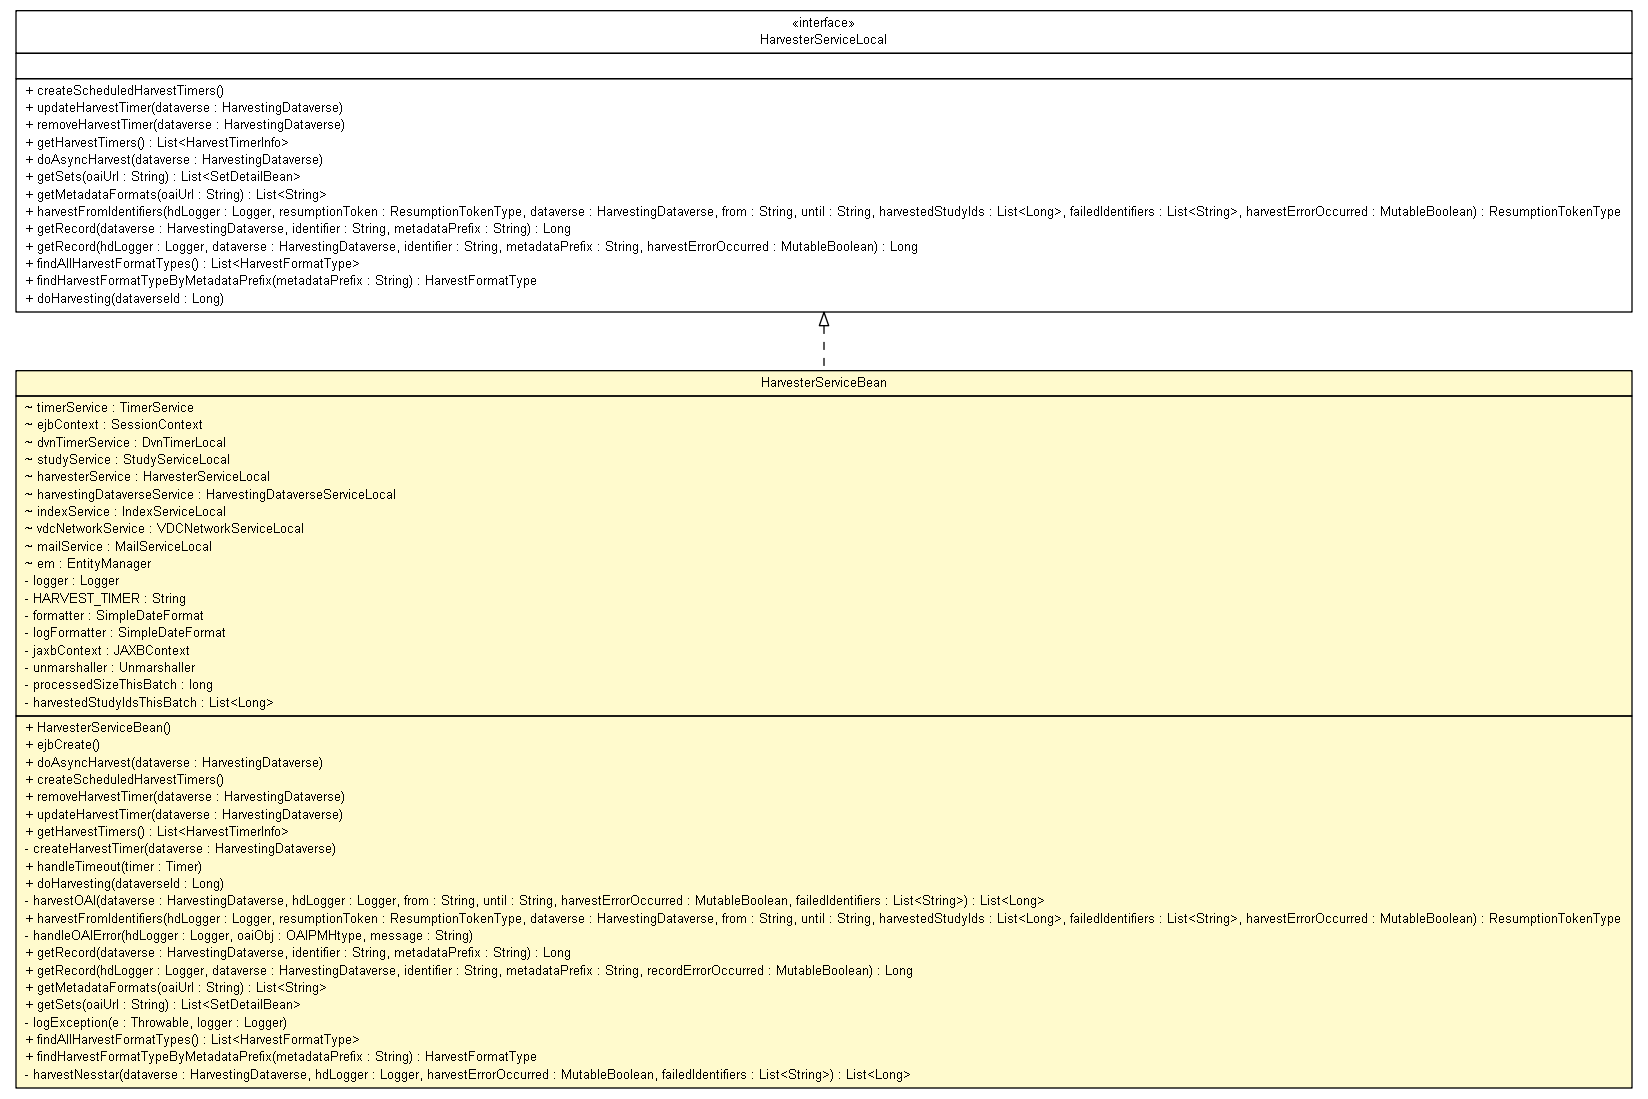 «interface»
HarvesterServiceLocal
+ createScheduledHarvestTimers()
+ updateHarvestTimer(dataverse : HarvestingDataverse)
+ removeHarvestTimer(dataverse : HarvestingDataverse)
+ getHarvestTimers() : List<HarvestTimerInfo>
+ doAsyncHarvest(dataverse : HarvestingDataverse)
+ getSets(oaiUrl : String) : List<SetDetailBean>
+ getMetadataFormats(oaiUrl : String) : List<String>
+ harvestFromIdentifiers(hdLogger : Logger, resumptionToken : ResumptionTokenType, dataverse : HarvestingDataverse, from : String, until : String, harvestedStudyIds : List<Long>, failedIdentifiers : List<String>, harvestErrorOccurred : MutableBoolean) : ResumptionTokenType
+ getRecord(dataverse : HarvestingDataverse, identifier : String, metadataPrefix : String) : Long
+ getRecord(hdLogger : Logger, dataverse : HarvestingDataverse, identifier : String, metadataPrefix : String, harvestErrorOccurred : MutableBoolean) : Long
+ findAllHarvestFormatTypes() : List<HarvestFormatType>
+ findHarvestFormatTypeByMetadataPrefix(metadataPrefix : String) : HarvestFormatType
+ doHarvesting(dataverseId : Long)
HarvesterServiceBean
~ timerService : TimerService
~ ejbContext : SessionContext
~ dvnTimerService : DvnTimerLocal
~ studyService : StudyServiceLocal
~ harvesterService : HarvesterServiceLocal
~ harvestingDataverseService : HarvestingDataverseServiceLocal
~ indexService : IndexServiceLocal
~ vdcNetworkService : VDCNetworkServiceLocal
~ mailService : MailServiceLocal
~ em : EntityManager
- logger : Logger
- HARVEST_TIMER : String
- formatter : SimpleDateFormat
- logFormatter : SimpleDateFormat
- jaxbContext : JAXBContext
- unmarshaller : Unmarshaller
- processedSizeThisBatch : long
- harvestedStudyIdsThisBatch : List<Long>
+ HarvesterServiceBean()
+ ejbCreate()
+ doAsyncHarvest(dataverse : HarvestingDataverse)
+ createScheduledHarvestTimers()
+ removeHarvestTimer(dataverse : HarvestingDataverse)
+ updateHarvestTimer(dataverse : HarvestingDataverse)
+ getHarvestTimers() : List<HarvestTimerInfo>
- createHarvestTimer(dataverse : HarvestingDataverse)
+ handleTimeout(timer : Timer)
+ doHarvesting(dataverseId : Long)
- harvestOAI(dataverse : HarvestingDataverse, hdLogger : Logger, from : String, until : String, harvestErrorOccurred : MutableBoolean, failedIdentifiers : List<String>) : List<Long>
+ harvestFromIdentifiers(hdLogger : Logger, resumptionToken : ResumptionTokenType, dataverse : HarvestingDataverse, from : String, until : String, harvestedStudyIds : List<Long>, failedIdentifiers : List<String>, harvestErrorOccurred : MutableBoolean) : ResumptionTokenType
- handleOAIError(hdLogger : Logger, oaiObj : OAIPMHtype, message : String)
+ getRecord(dataverse : HarvestingDataverse, identifier : String, metadataPrefix : String) : Long
+ getRecord(hdLogger : Logger, dataverse : HarvestingDataverse, identifier : String, metadataPrefix : String, recordErrorOccurred : MutableBoolean) : Long
+ getMetadataFormats(oaiUrl : String) : List<String>
+ getSets(oaiUrl : String) : List<SetDetailBean>
- logException(e : Throwable, logger : Logger)
+ findAllHarvestFormatTypes() : List<HarvestFormatType>
+ findHarvestFormatTypeByMetadataPrefix(metadataPrefix : String) : HarvestFormatType
- harvestNesstar(dataverse : HarvestingDataverse, hdLogger : Logger, harvestErrorOccurred : MutableBoolean, failedIdentifiers : List<String>) : List<Long>